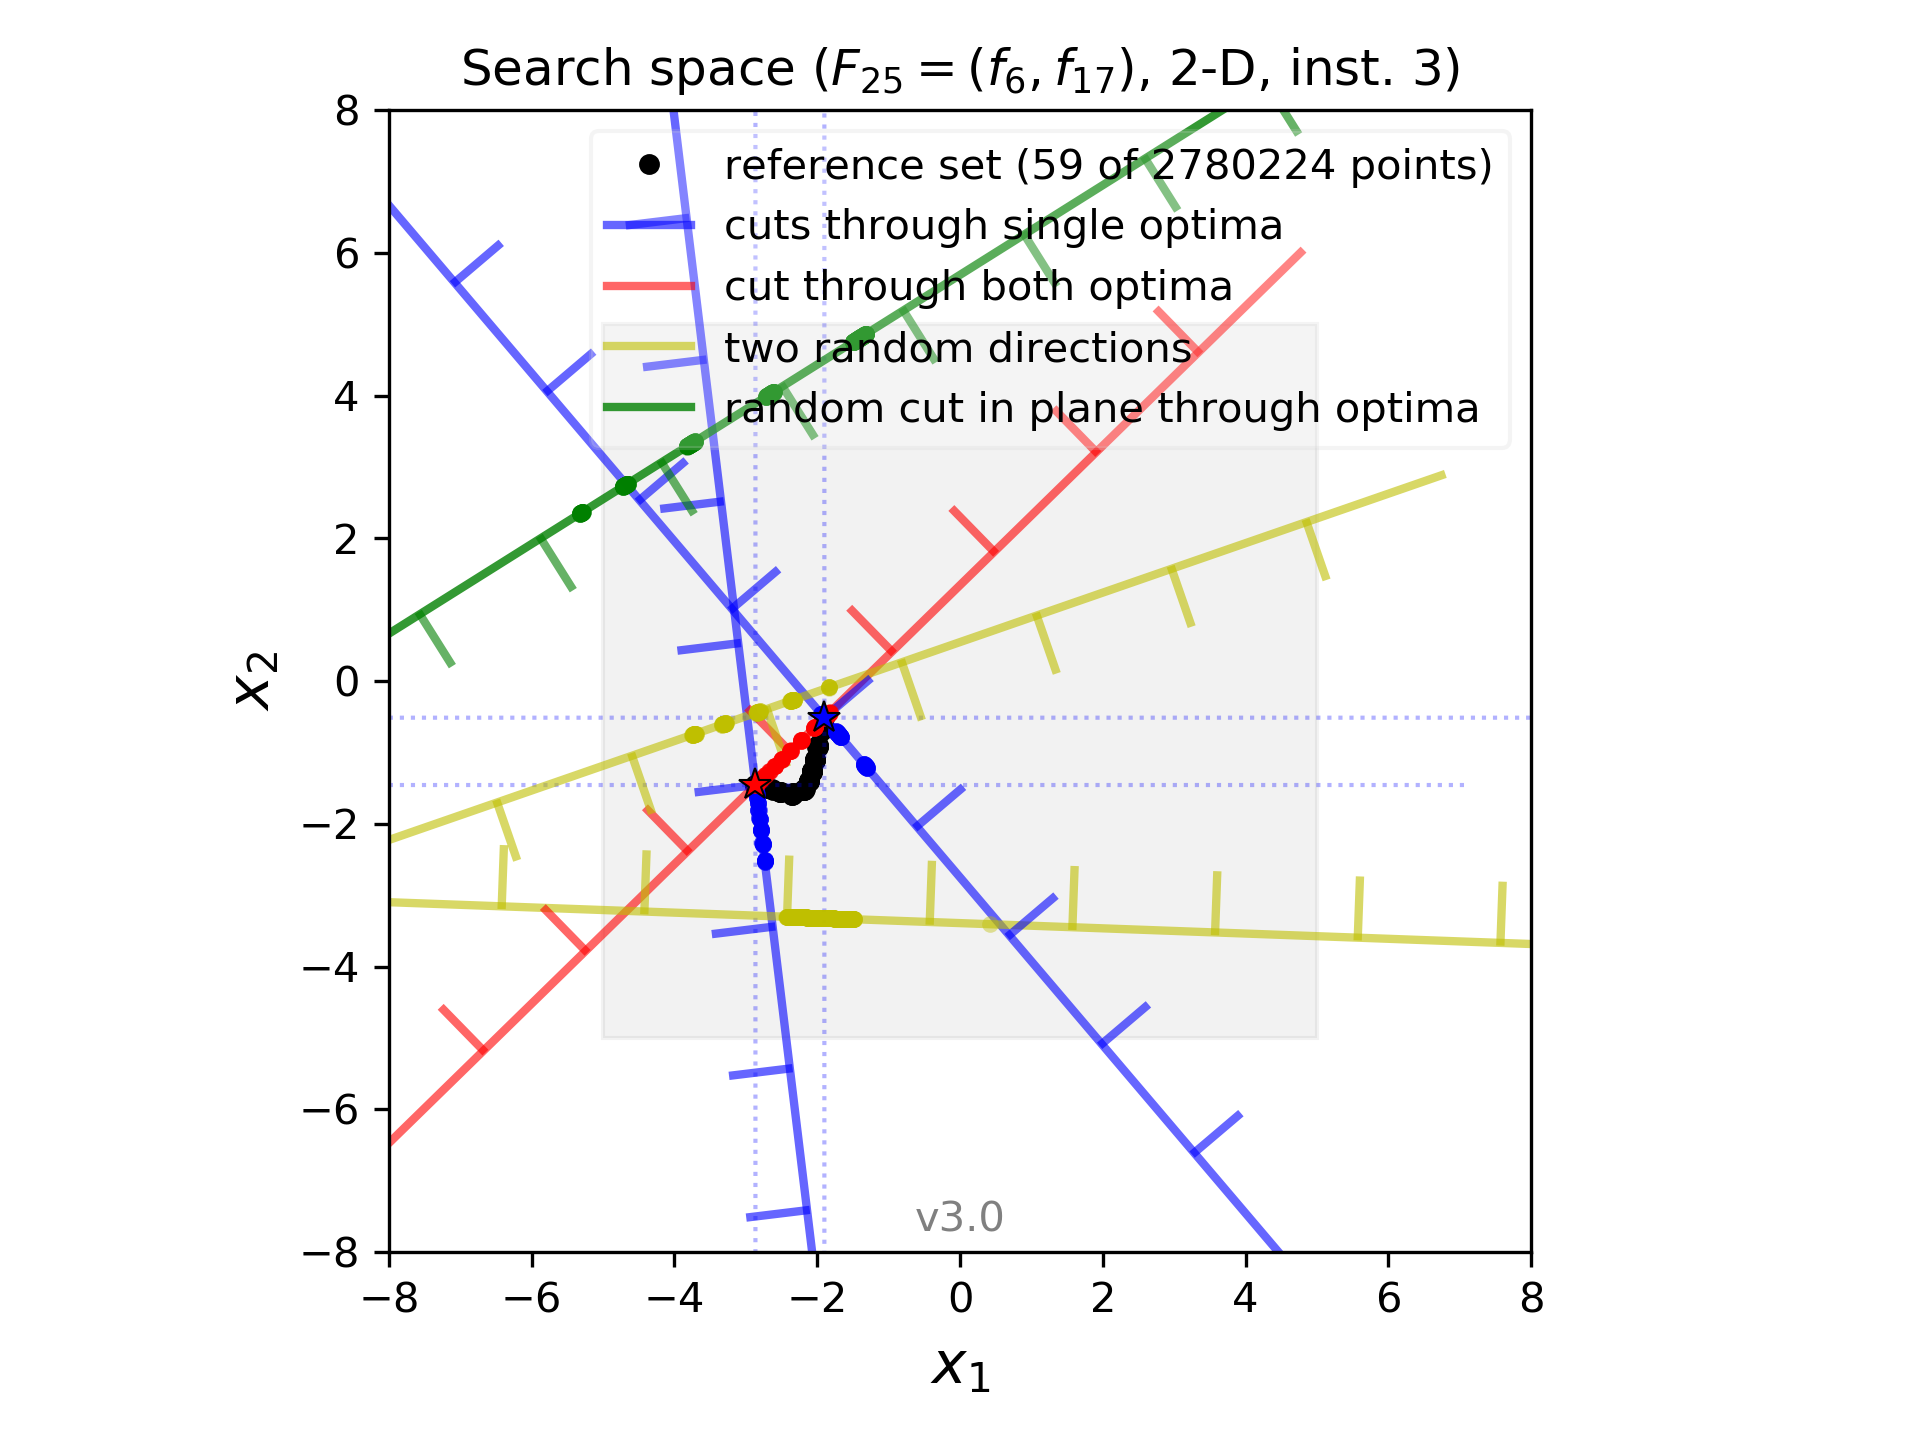 Search space (F₂₅ = (f₆, f₁₇), 2-D, inst. 3)
reference set (59 of 2780224 points)
cuts through single optima
cut through both optima
two random directions
random cut in plane through optima
8
6
4
2
0
−2
−4
−6
−8
x₂
v3.0
−8 −6 −4 −2 0 2 4 6 8
x₁